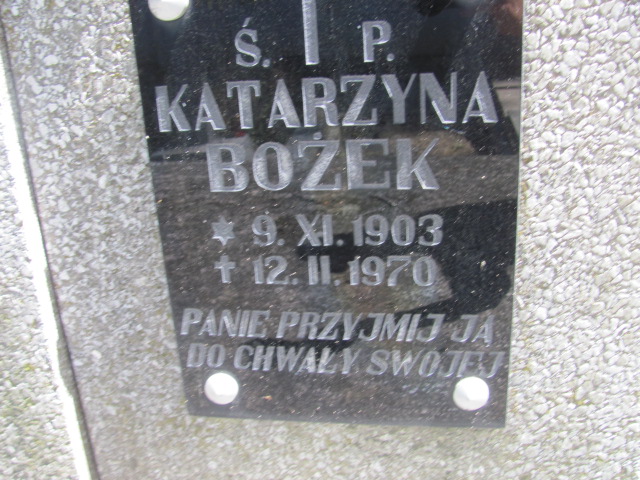 Ś. P.
KATARZYNA
BOŻEK
* 9. XI. 1903
† 12. II. 1970
PANIE PRZYJMIJ JĄ
DO CHWAŁY SWOJEJ